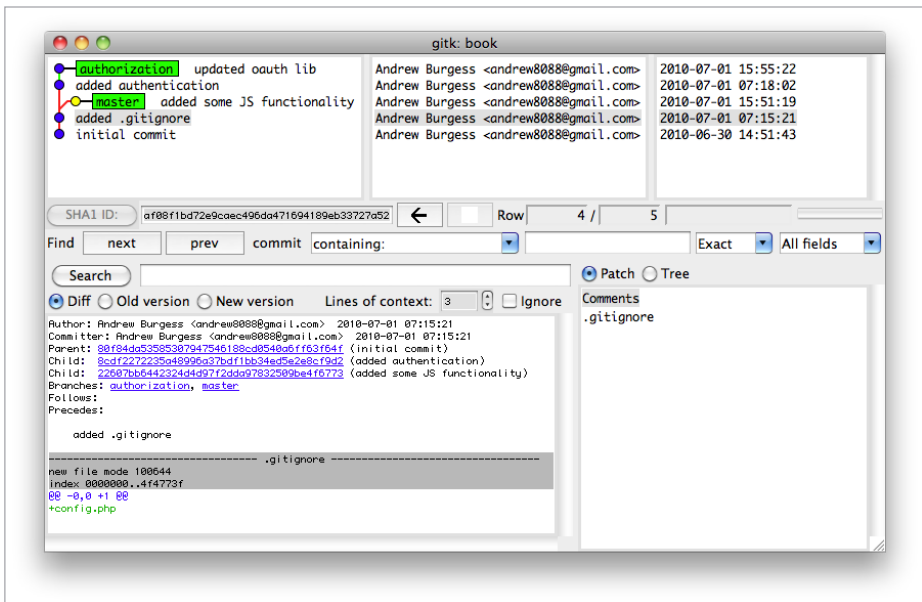 gitk: book
authorization updated oauth lib Andrew Burgess <andrew8088@gmail.com> 2010-07-01 15:55:22
added authentication Andrew Burgess <andrew8088@gmail.com> 2010-07-01 07:18:02
master added some JS functionality Andrew Burgess <andrew8088@gmail.com> 2010-07-01 15:51:19
added .gitignore Andrew Burgess <andrew8088@gmail.com> 2010-07-01 07:15:21
initial commit Andrew Burgess <andrew8088@gmail.com> 2010-06-30 14:51:43
SHA1 ID: af08f1bd72e9caec496da471694189eb33727a52 Row 4 / 5
Find next prev commit containing: Exact All fields
Search
Diff Old version New version Lines of context: 3 Ignore
Author: Andrew Burgess <andrew8088@gmail.com> 2010-07-01 07:15:21
Committer: Andrew Burgess <andrew8088@gmail.com> 2010-07-01 07:15:21
Parent: 80f84da53585307947546188cd0540a6ff63f64f (initial commit)
Child: 8cdf2272235a48996a37bdf1bb34ed5e2e8cf9d2 (added authentication)
Child: 22607bb6442324d4d97f2dda97832509be4f6773 (added some JS functionality)
Branches: authorization, master
Follows:
Precedes:
added .gitignore
--------------------------------- .gitignore ---------------------------------
new file mode 100644
index 0000000..4f4773f
@@ -0,0 +1 @@
+config.php
Patch Tree
Comments
.gitignore